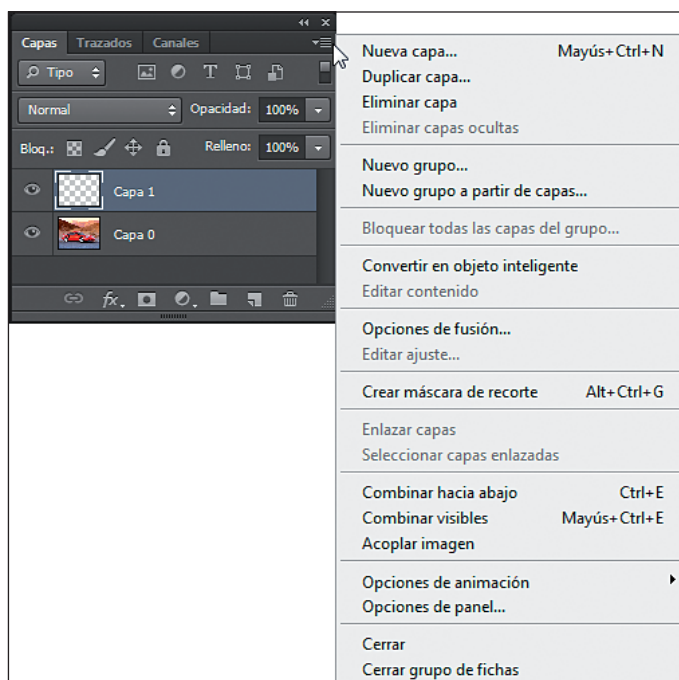 Capas Trazados Canales
Tipo T
Normal Opacidad: 100%
Bloq.: Relleno: 100%
Capa 1
Capa 0
fx.
Nueva capa... Mayús+Ctrl+N
Duplicar capa...
Eliminar capa
Eliminar capas ocultas
Nuevo grupo...
Nuevo grupo a partir de capas...
Bloquear todas las capas del grupo...
Convertir en objeto inteligente
Editar contenido
Opciones de fusión...
Editar ajuste...
Crear máscara de recorte Alt+Ctrl+G
Enlazar capas
Seleccionar capas enlazadas
Combinar hacia abajo Ctrl+E
Combinar visibles Mayús+Ctrl+E
Acoplar imagen
Opciones de animación
Opciones de panel...
Cerrar
Cerrar grupo de fichas